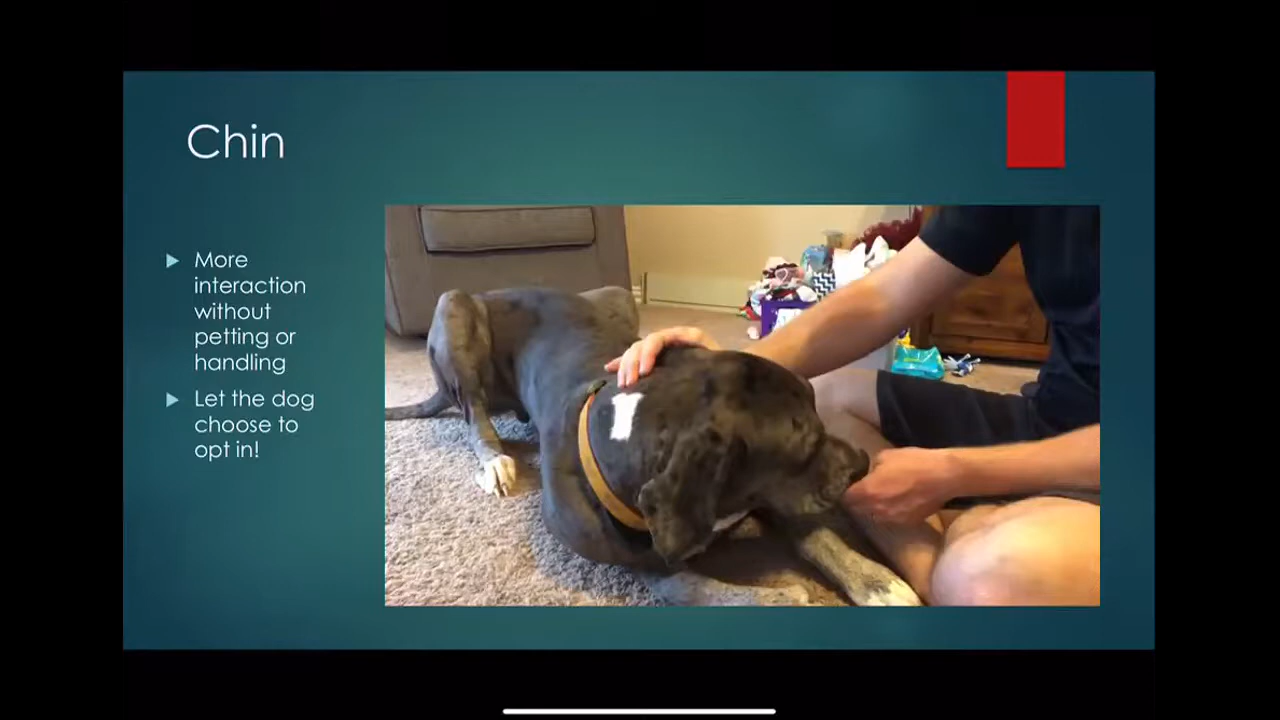 Chin
More
interaction
without
petting or
handling
Let the dog
choose to
opt in!